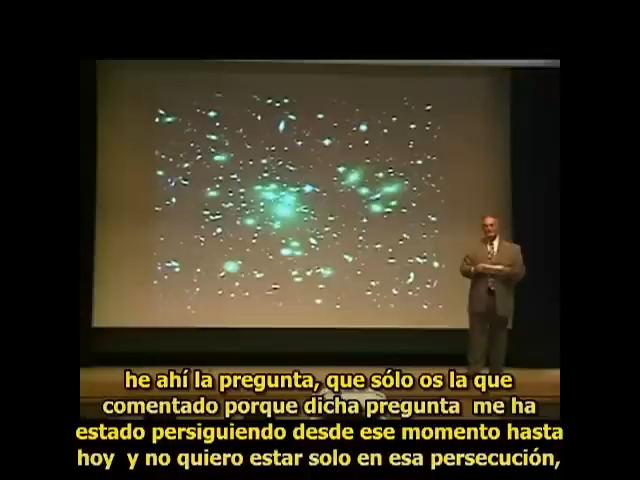 he ahí la pregunta, que sólo os la que
comentado porque dicha pregunta  me ha
estado persiguiendo desde ese momento hasta
hoy  y no quiero estar solo en esa persecución,